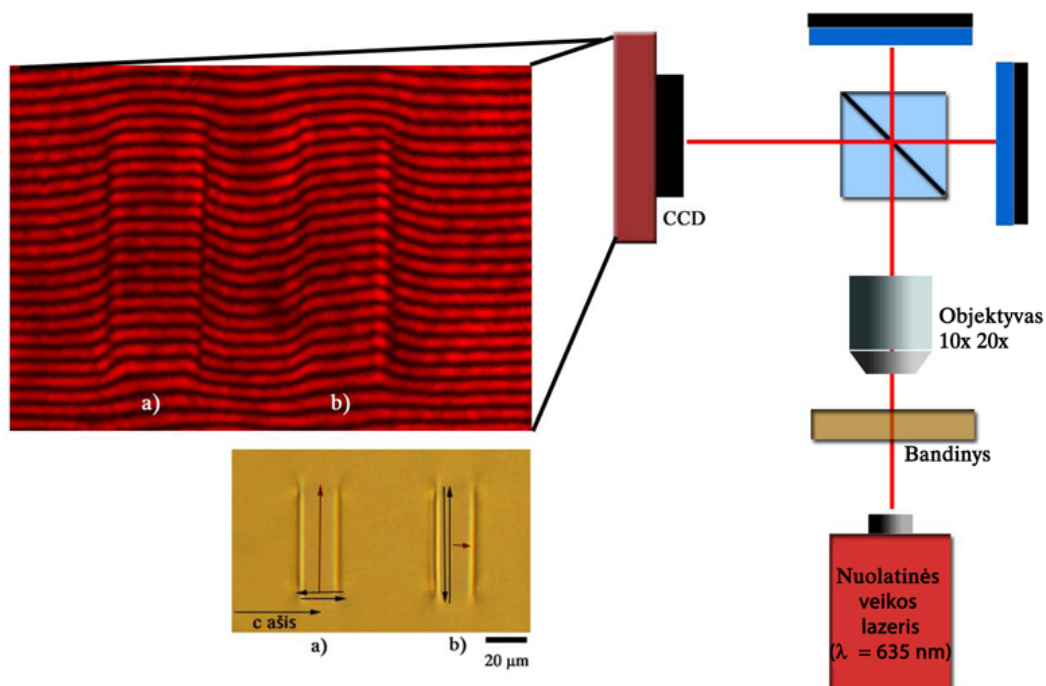 a)
b)
CCD
Objektyvas
10x 20x
Bandinys
Nuolatinės
veikos
lazeris
(λ = 635 nm)
c ašis
a)
b)
20 μm